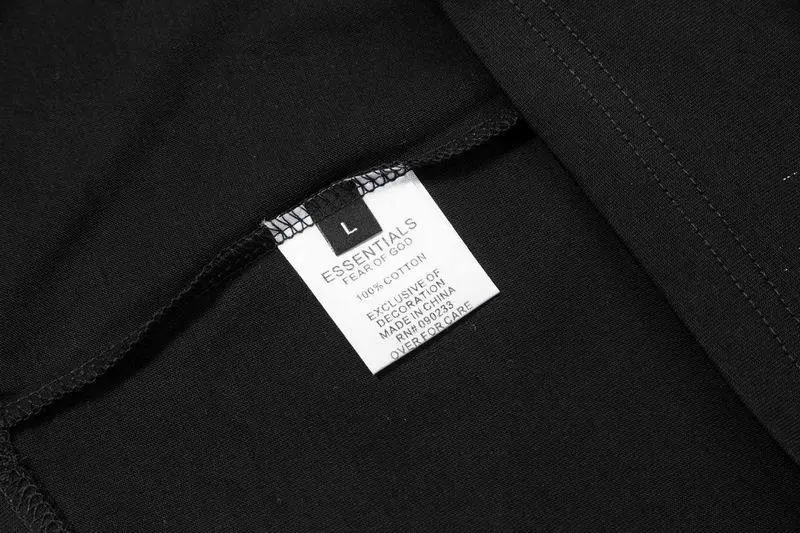 L
ESSENTIALS
FEAR OF GOD
100% COTTON
EXCLUSIVE OF
DECORATION
MADE IN CHINA
RN# 090233
OVER FOR CARE